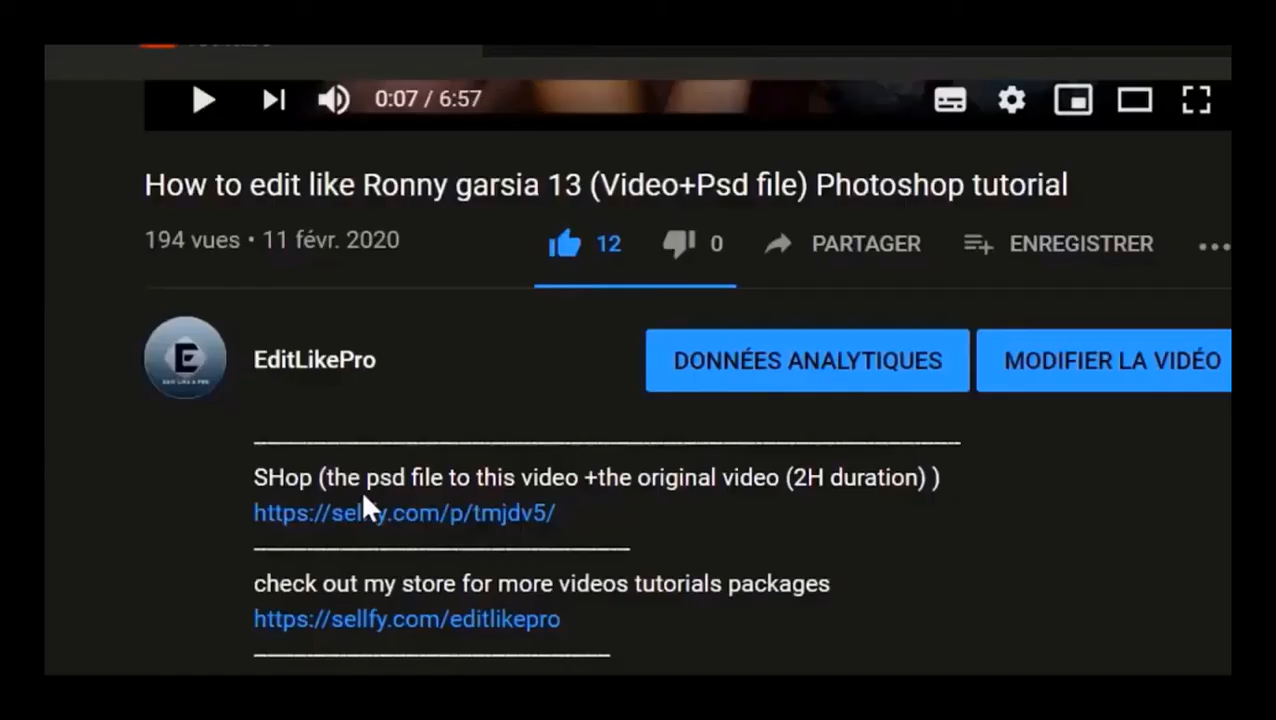 0:07 / 6:57
How to edit like Ronny garsia 13 (Video+Psd file) Photoshop tutorial
194 vues • 11 févr. 2020
12 0 PARTAGER ENREGISTRER
EditLikePro
DONNÉES ANALYTIQUES MODIFIER LA VIDÉO
SHop (the psd file to this video +the original video (2H duration) )
https://sellfy.com/p/tmjdv5/
check out my store for more videos tutorials packages
https://sellfy.com/editlikepro